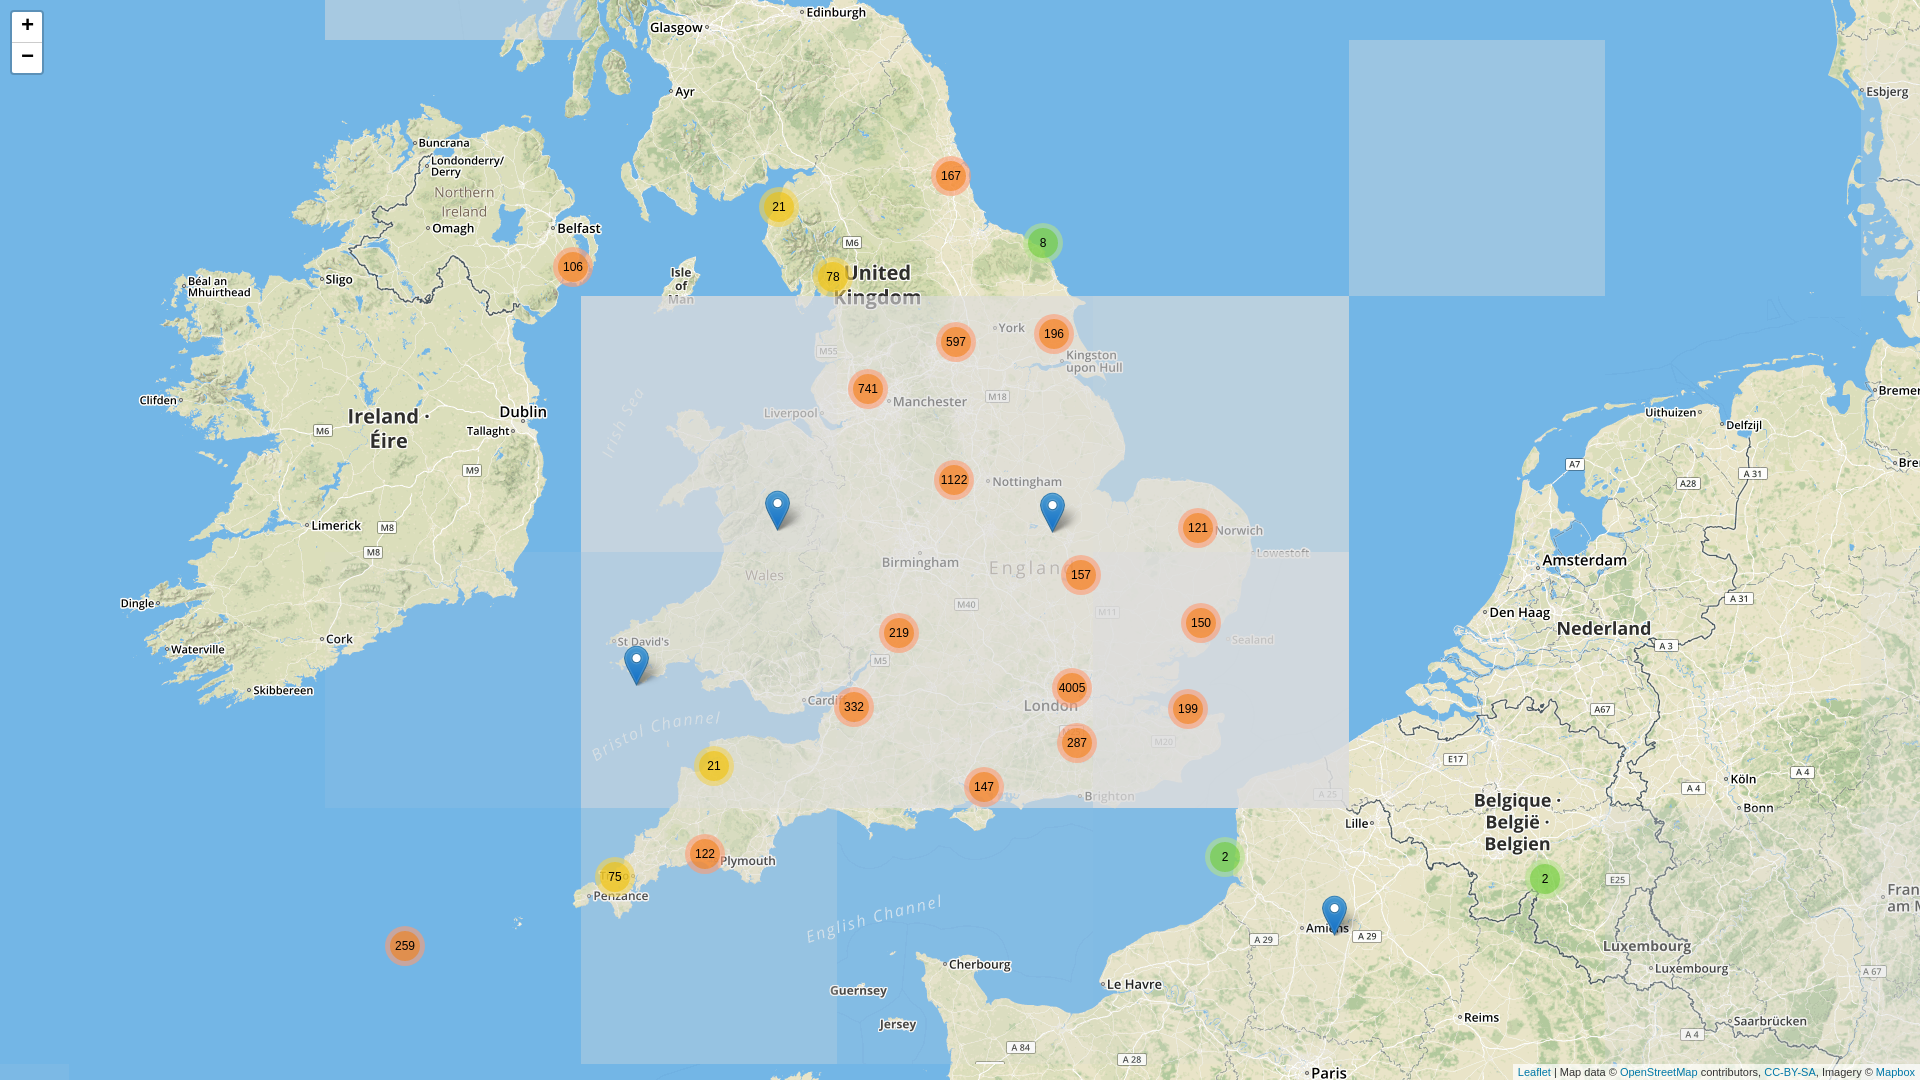 +
−
Glasgow
Edinburgh
Ayr
Esbjerg
Buncrana
Londonderry/
Derry
Northern
Ireland
Omagh
Belfast
106
Sligo
Béal an
Mhuirthead
167
21
8
M6
78
United
Kingdom
Isle
of
Man
York
196
597
Kingston
upon Hull
M55
741
Manchester
M18
Liverpool
Irish Sea
Clifden
Ireland ·
Éire
Dublin
Tallaght
M6
M9
Limerick
M8
M8
Dingle
Waterville
Cork
Skibbereen
1122
Nottingham
121
Norwich
Lowestoft
Birmingham
Wales
Englan
157
M40
M11
150
Sealand
219
M5
St David's
Cardi
332
Bristol Channel
4005
London
199
287
M20
147
Brighton
21
122
Plymouth
75
Penzance
259
English Channel
Guernsey
Jersey
Cherbourg
Le Havre
A 84
A 28
A 29
A 29
Amiens
2
A 25
Lille
Uithuizen
Delfzijl
Bremer
Bre
A7
A 31
A28
Amsterdam
A 31
Den Haag
Nederland
A 3
A67
E17
Köln
A 4
A 4
Bonn
Belgique ·
België ·
Belgien
2
E25
Fran
am M
Luxembourg
Luxembourg
A 67
Reims
Saarbrücken
A 4
Paris
Leaflet | Map data © OpenStreetMap contributors, CC-BY-SA, Imagery © Mapbox